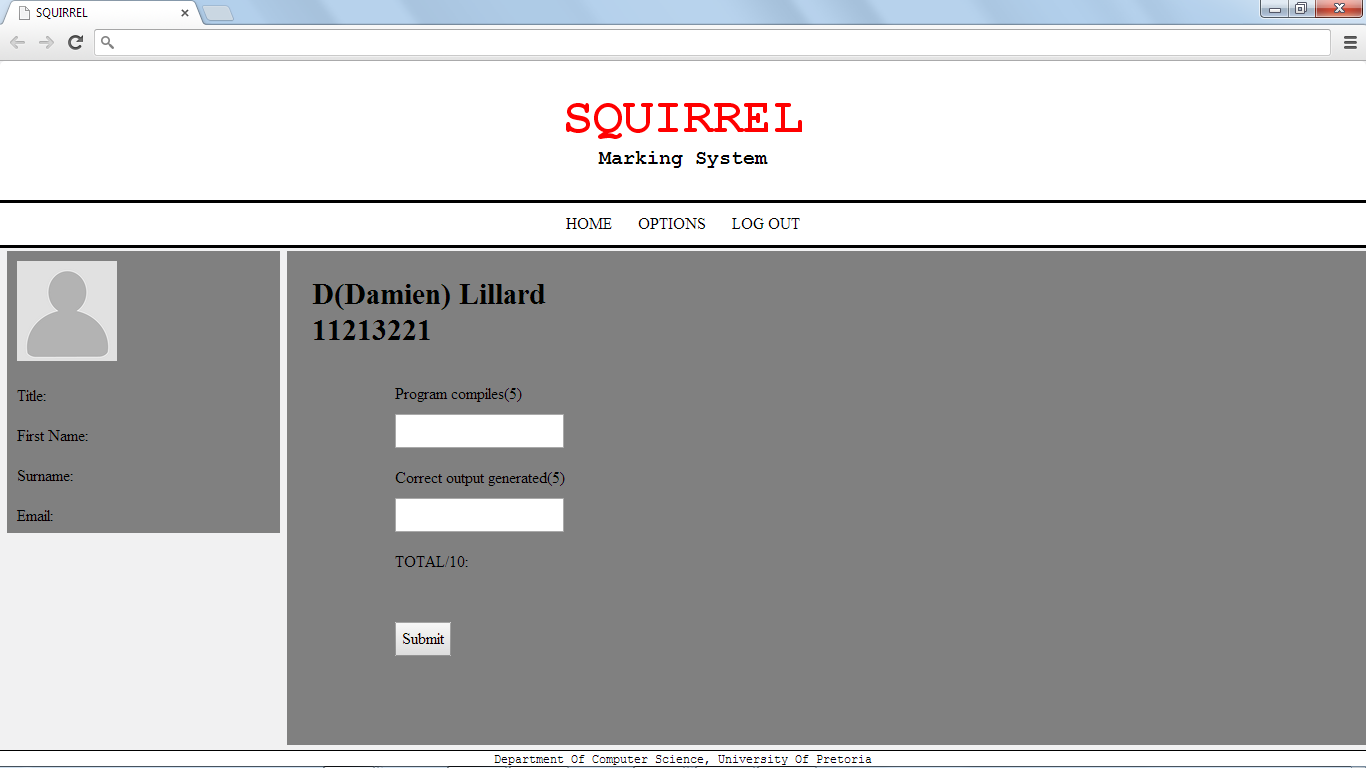 SQUIRREL
SQUIRREL
Marking System
HOME OPTIONS LOG OUT
Title:
First Name:
Surname:
Email:
D(Damien) Lillard
11213221
Program compiles(5)
Correct output generated(5)
TOTAL/10:
Submit
Department Of Computer Science, University Of Pretoria